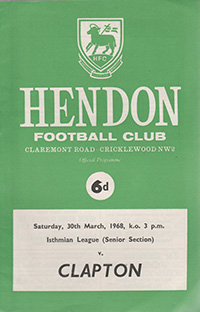 HFC
HENDON
FOOTBALL CLUB
CLAREMONT ROAD · CRICKLEWOOD NW2
Official Programme
6d
Saturday, 30th March, 1968, k.o. 3 p.m.
Isthmian League (Senior Section)
v.
CLAPTON